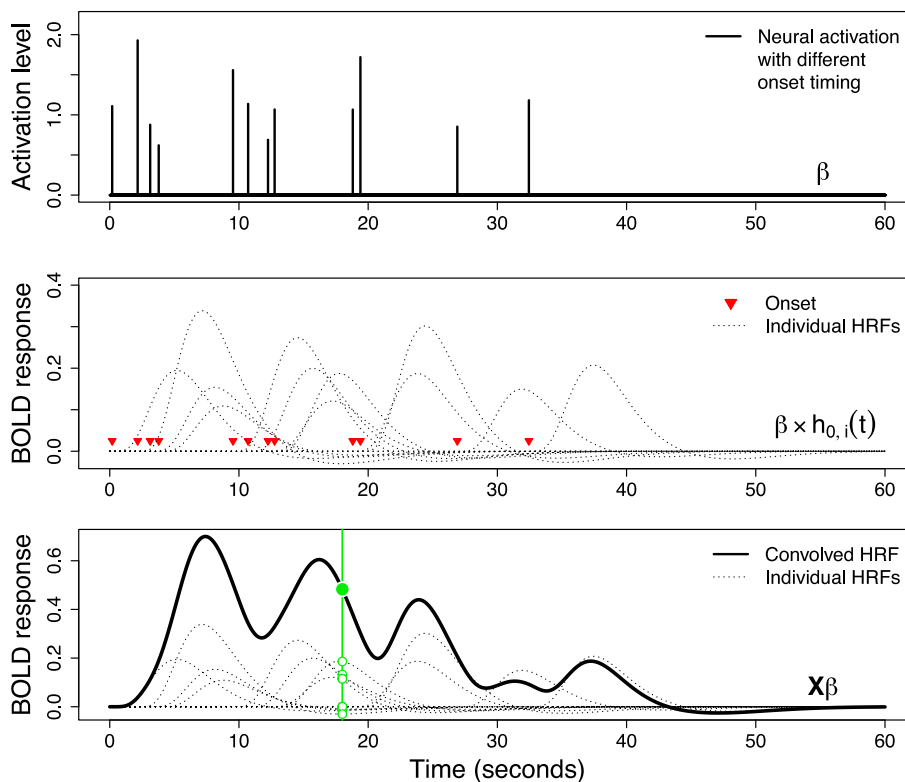 Activation level
2.0
1.0
0.0
Neural activation
with different
onset timing
β
0 10 20 30 40 50 60
BOLD response
0.4
0.2
0.0
Onset
Individual HRFs
β × h0, i(t)
0 10 20 30 40 50 60
BOLD response
0.6
0.4
0.2
0.0
Convolved HRF
Individual HRFs
Xβ
0 10 20 30 40 50 60
Time (seconds)